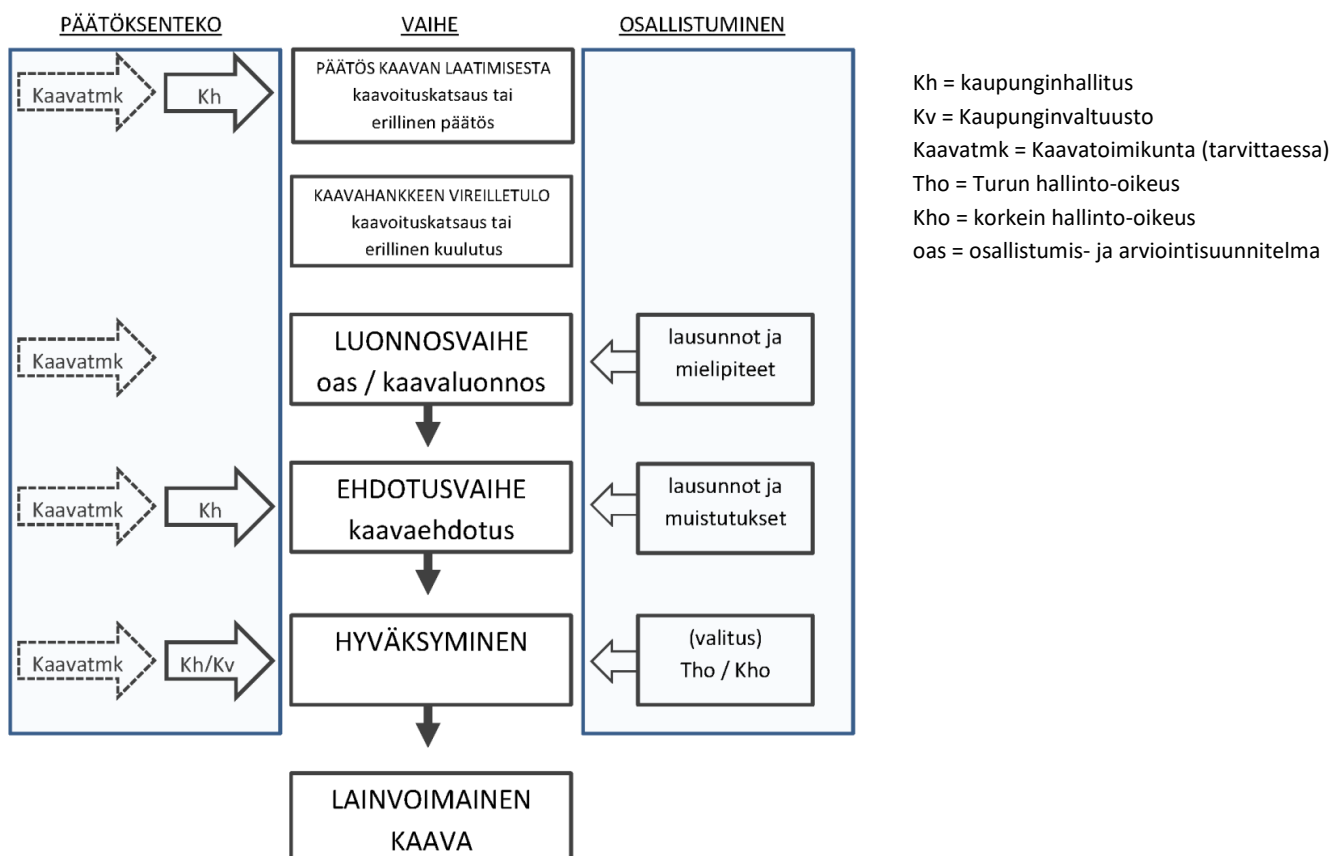 PÄÄTÖKSENTEKO
VAIHE
OSALLISTUMINEN
Kaavatmk
Kh
PÄÄTÖS KAAVAN LAATIMISESTA
kaavoituskatsaus tai
erillinen päätös
KAAVAHANKKEEN VIREILLETULO
kaavoituskatsaus tai
erillinen kuulutus
Kaavatmk
LUONNOSVAIHE
oas / kaavaluonnos
lausunnot ja
mielipiteet
Kaavatmk
Kh
EHDOTUSVAIHE
kaavaehdotus
lausunnot ja
muistutukset
Kaavatmk
Kh/Kv
HYVÄKSYMINEN
(valitus)
Tho / Kho
LAINVOIMAINEN
KAAVA
Kh = kaupunginhallitus
Kv = Kaupunginvaltuusto
Kaavatmk = Kaavatoimikunta (tarvittaessa)
Tho = Turun hallinto-oikeus
Kho = korkein hallinto-oikeus
oas = osallistumis- ja arviointisuunnitelma